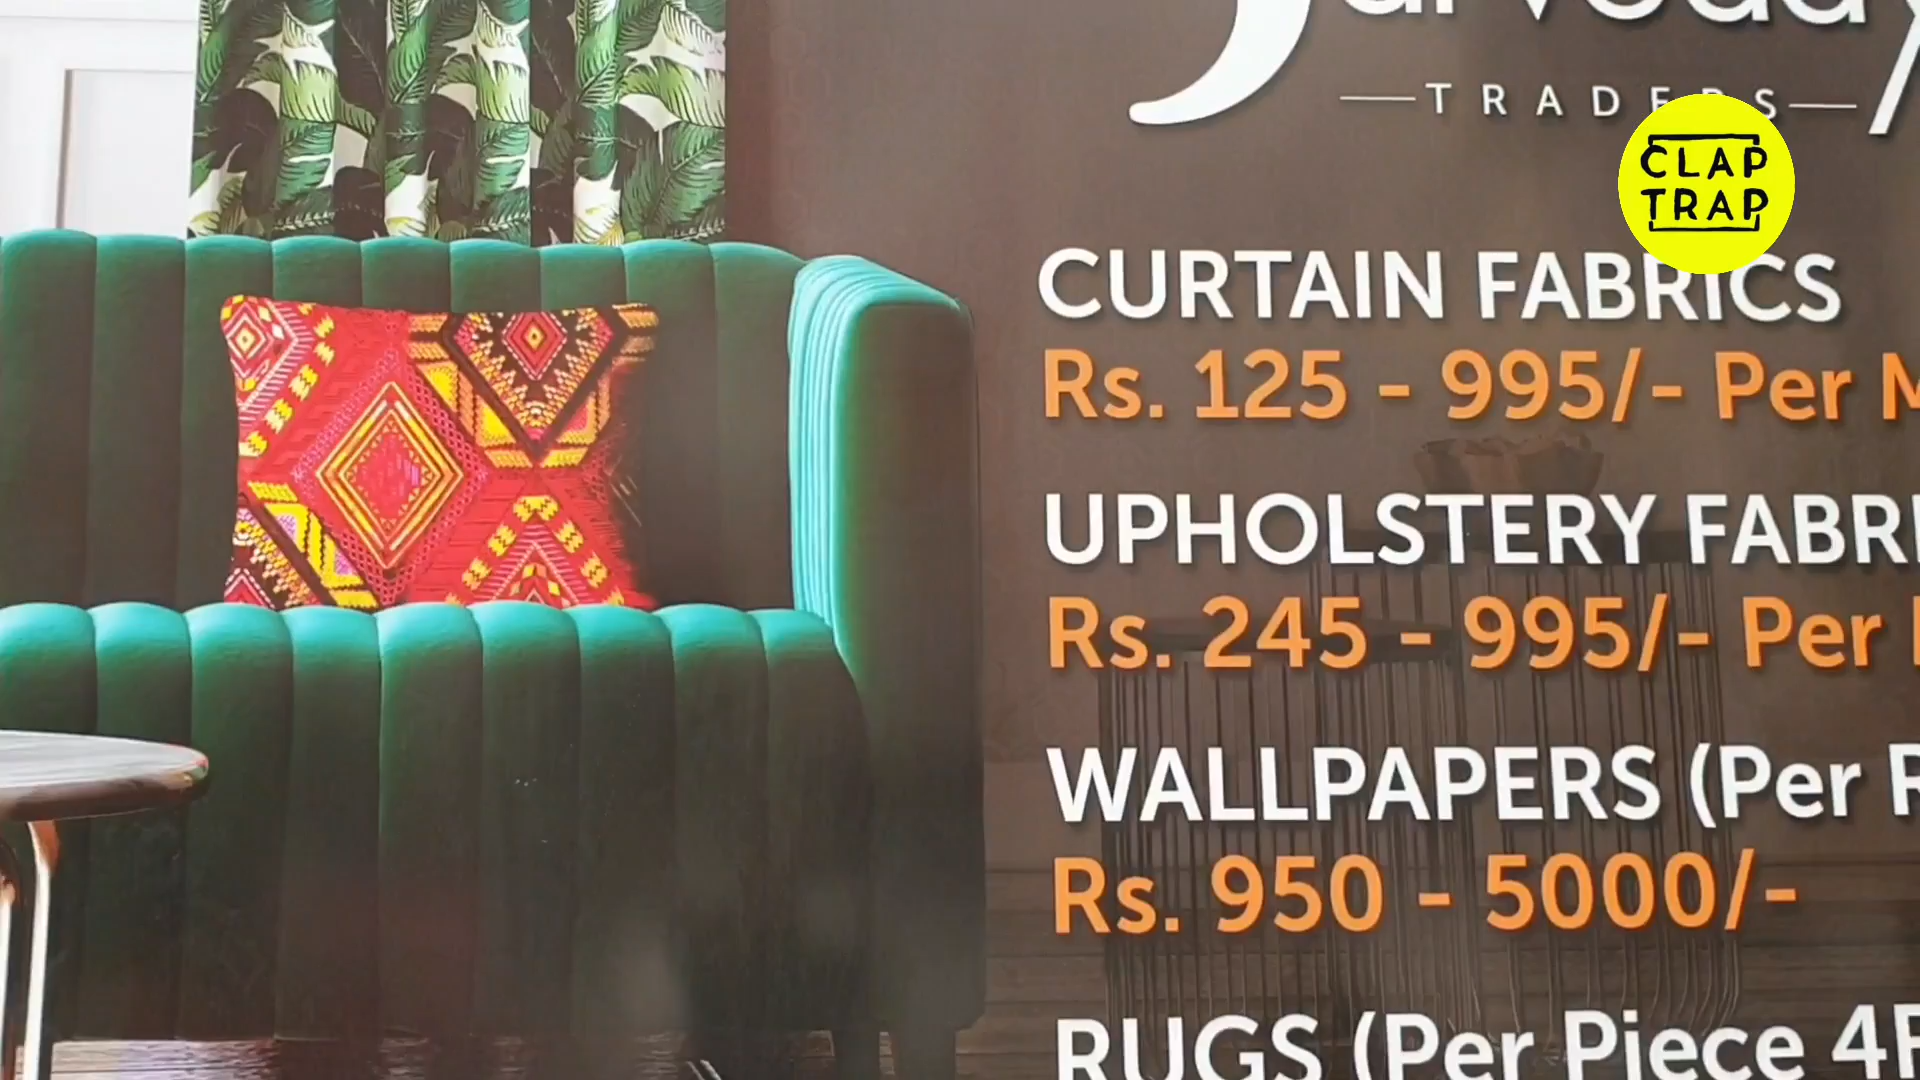 TRADERS
CLAP
TRAP
CURTAIN FABRICS
Rs. 125 - 995/- Per
UPHOLSTERY
Rs. 245 - 995/- Per
WALLPAPERS (Per
Rs. 950 - 5000/-
RUGS (Per Piece